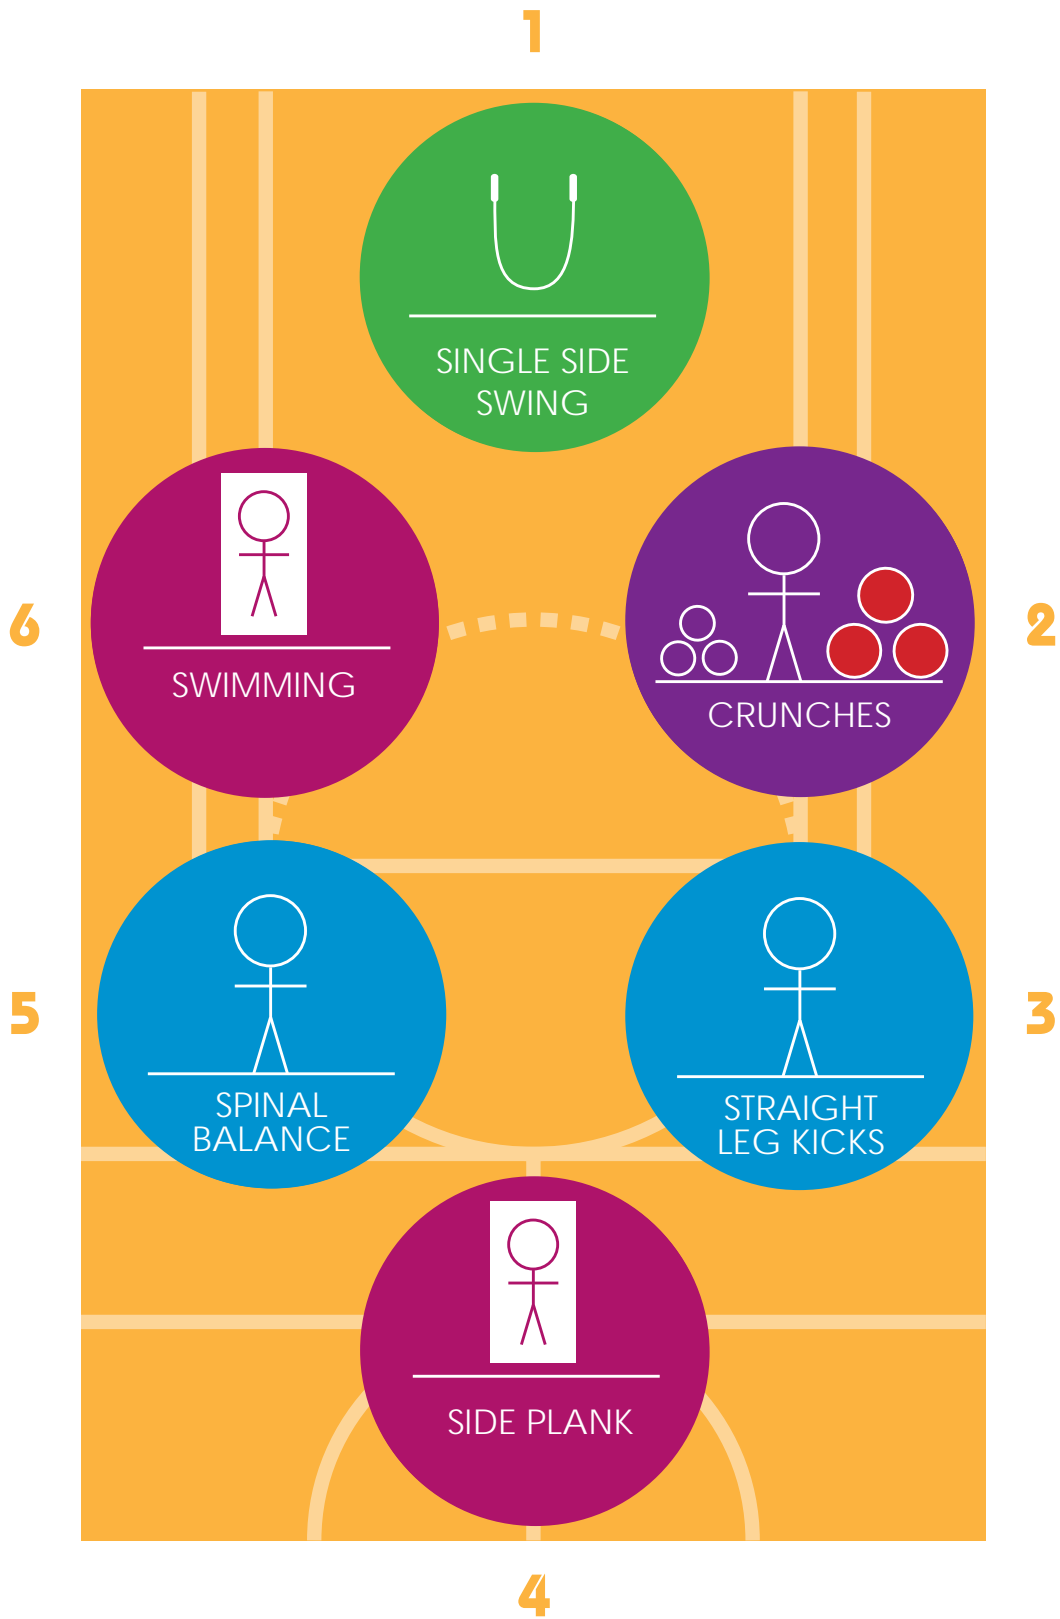 1
SINGLE SIDE
SWING
6
SWIMMING
2
CRUNCHES
5
SPINAL
BALANCE
3
STRAIGHT
LEG KICKS
SIDE PLANK
4